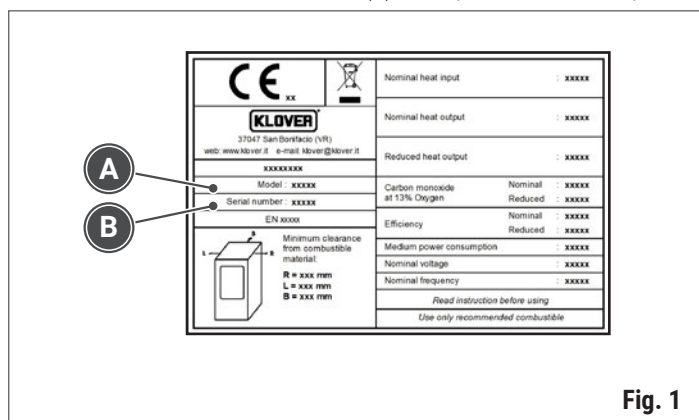 CE xx
KLOVER
37047 San Bonifacio (VR)
web: www.klover.it e-mail: klover@klover.it
xxxxxxxx
A
Model : xxxxx
B
Serial number : xxxxx
EN xxxxx
B
L
R
Minimum clearance
from combustible
material:
R = xxx mm
L = xxx mm
B = xxx mm
Nominal heat input : xxxxx
Nominal heat output : xxxxx
Reduced heat output : xxxxx
Carbon monoxide Nominal : xxxxx
at 13% Oxygen Reduced : xxxxx
Efficiency Nominal : xxxxx
Reduced : xxxxx
Medium power consumption : xxxxx
Nominal voltage : xxxxx
Nominal frequency : xxxxx
Read instruction before using
Use only recommended combustible
Fig. 1